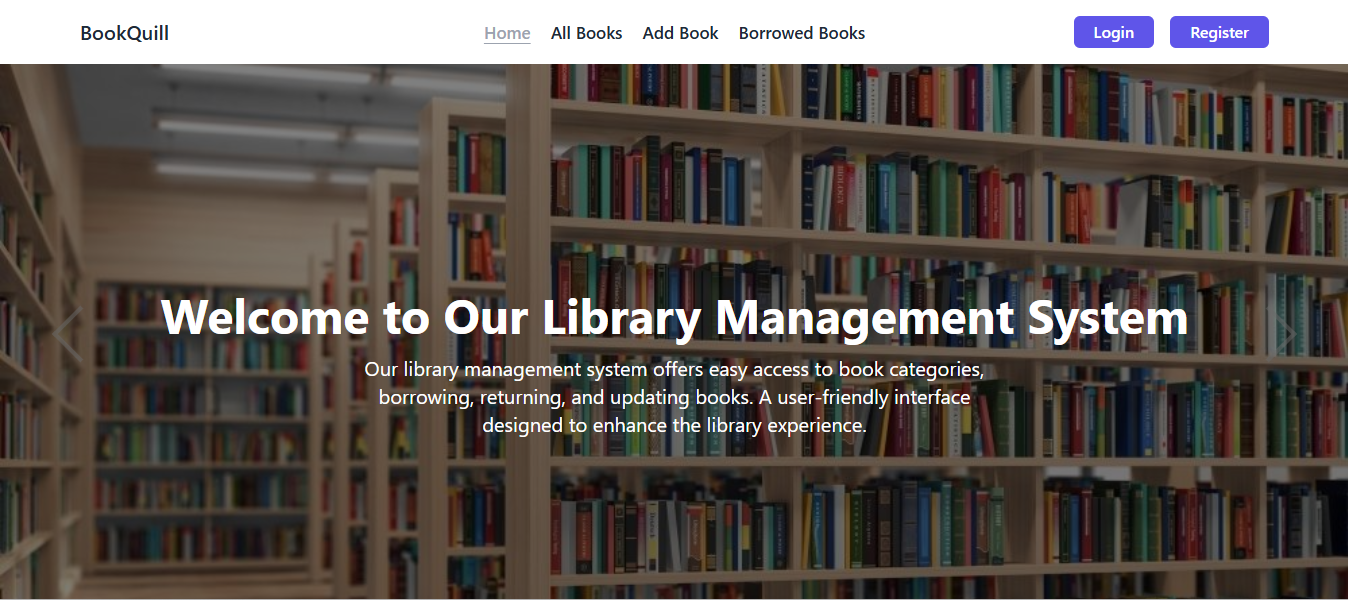 BookQuill
Home
All Books
Add Book
Borrowed Books
Login
Register
Welcome to Our Library Management System
Our library management system offers easy access to book categories,
borrowing, returning, and updating books. A user-friendly interface
designed to enhance the library experience.